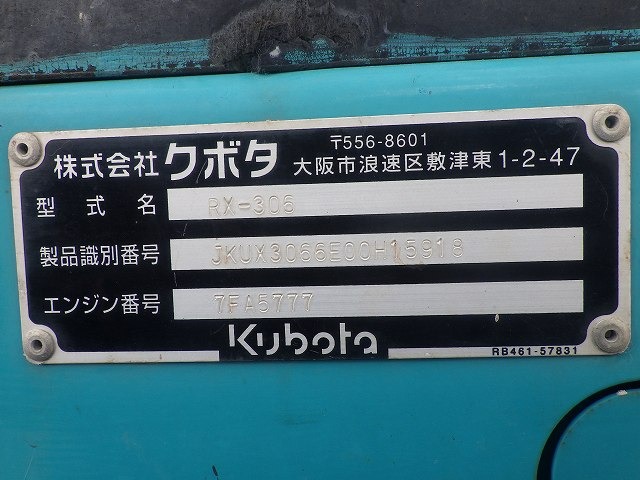 株式会社 クボタ 〒556-8601
大阪市浪速区敷津東1-2-47
型式名 RX-306
製品識別番号 JKUX3066E00H15918
エンジン番号 7FA5777
Kubota
RB461-57831